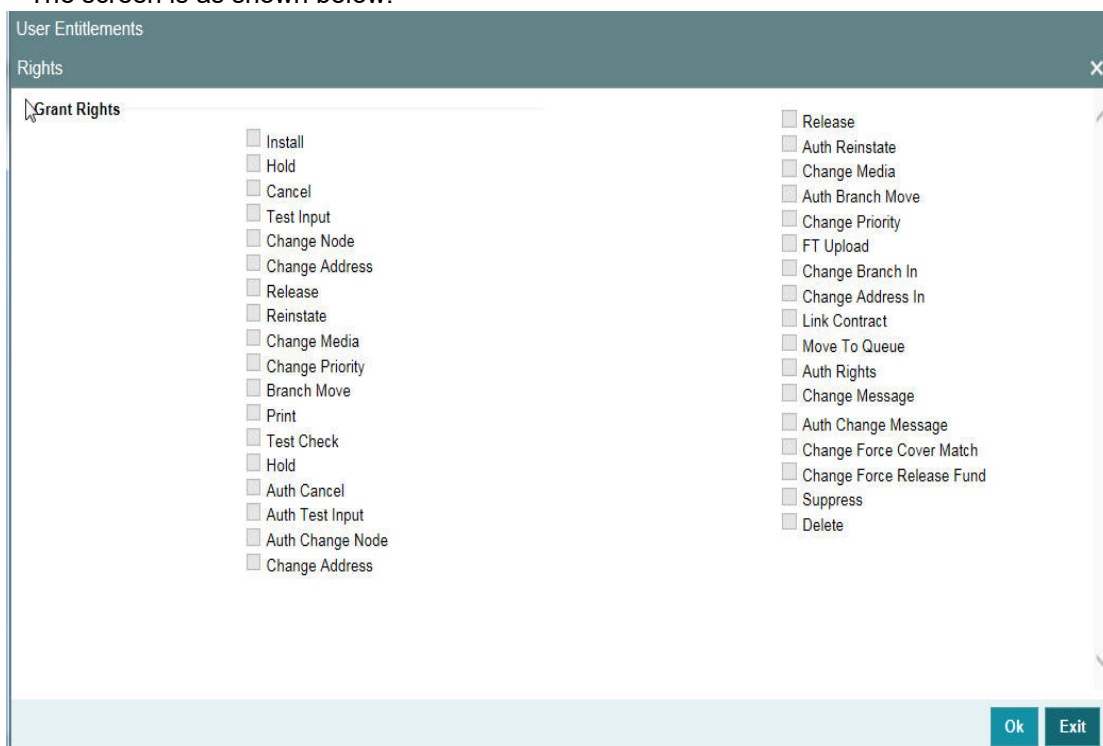 The screen is as shown below:
User Entitlements
Rights
Grant Rights
Install
Hold
Cancel
Test Input
Change Node
Change Address
Release
Reinstate
Change Media
Change Priority
Branch Move
Print
Test Check
Hold
Auth Cancel
Auth Test Input
Auth Change Node
Change Address
Release
Auth Reinstate
Change Media
Auth Branch Move
Change Priority
FT Upload
Change Branch In
Change Address In
Link Contract
Move To Queue
Auth Rights
Change Message
Auth Change Message
Change Force Cover Match
Change Force Release Fund
Suppress
Delete
Ok Exit